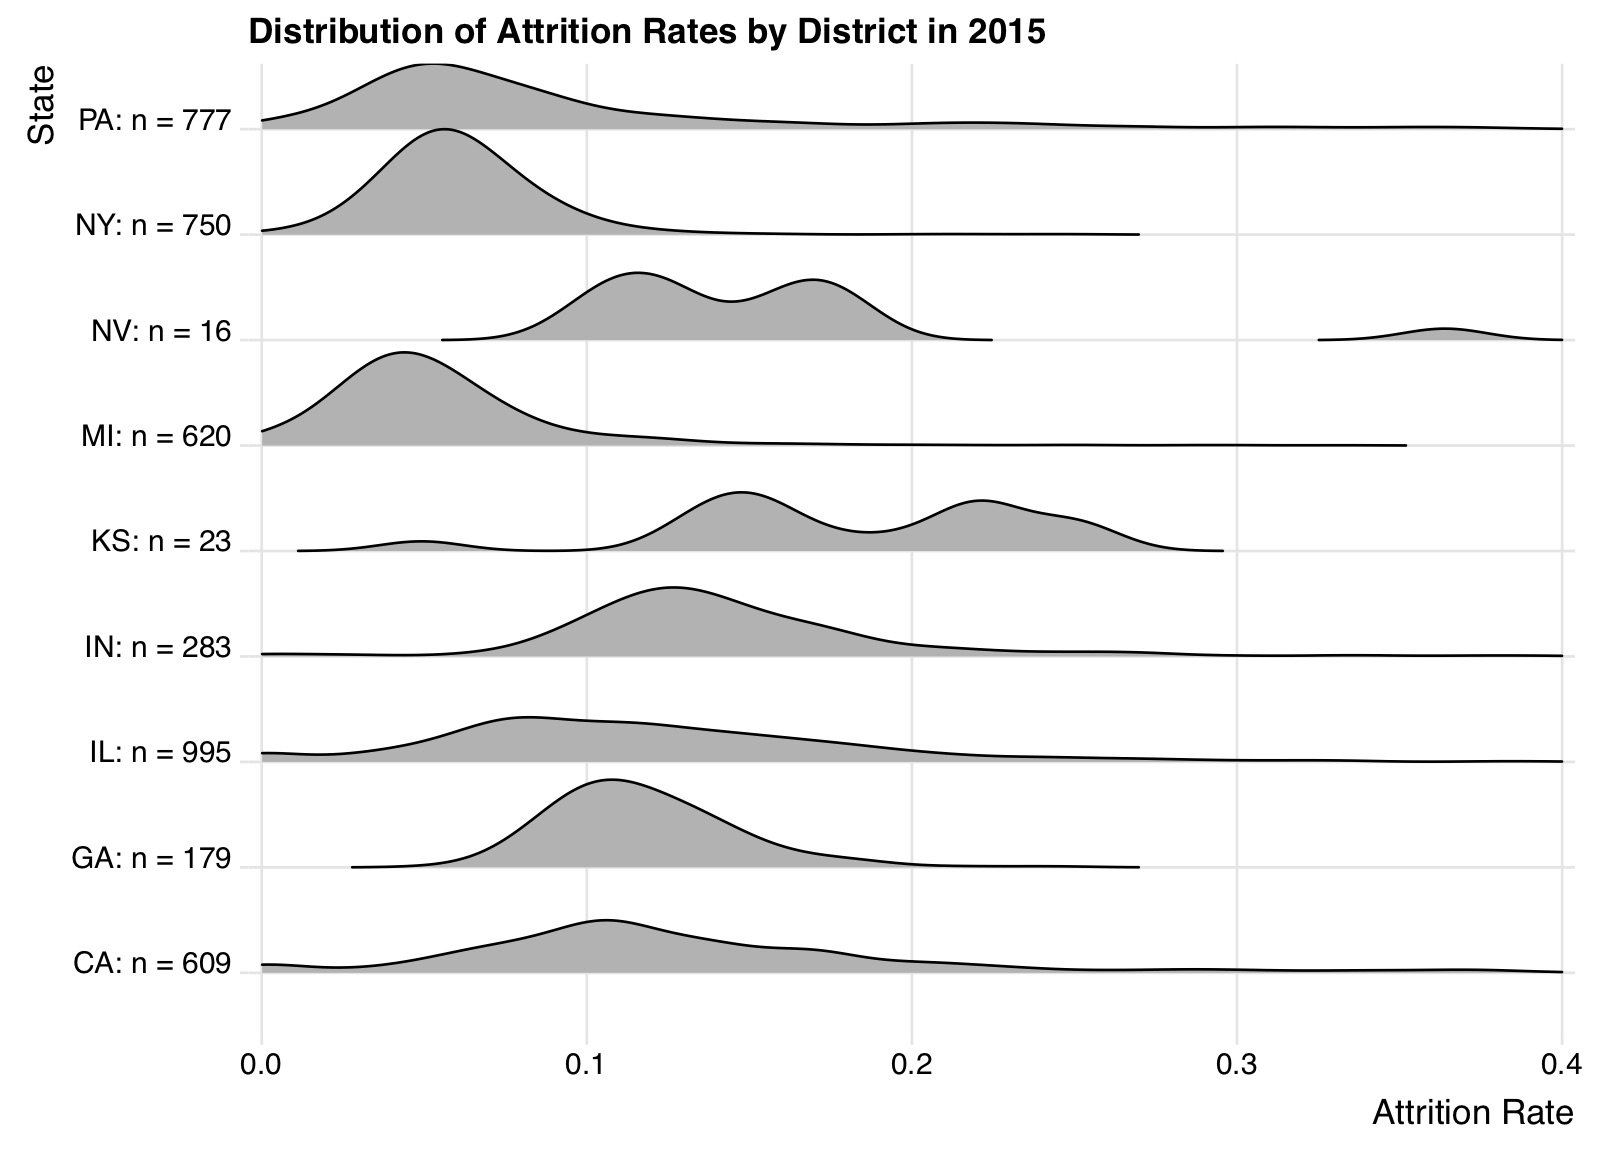 Distribution of Attrition Rates by District in 2015
State
PA: n = 777
NY: n = 750
NV: n = 16
MI: n = 620
KS: n = 23
IN: n = 283
IL: n = 995
GA: n = 179
CA: n = 609
0.0 0.1 0.2 0.3 0.4
Attrition Rate